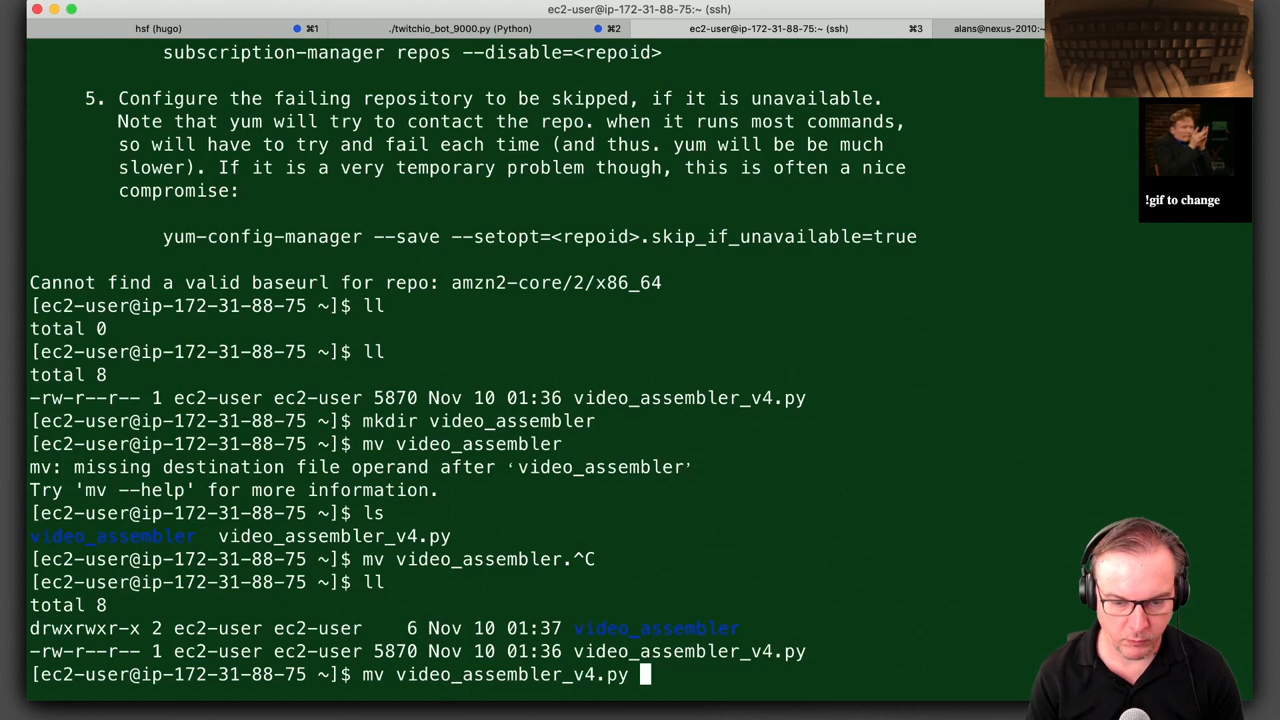 ec2-user@ip-172-31-88-75:~ (ssh)
hsf (hugo) ⌘1
./twitchio_bot_9000.py (Python) ⌘2
ec2-user@ip-172-31-88-75:~ (ssh) ⌘3
alans@nexus-2010:~
subscription-manager repos --disable=<repoid>
5. Configure the failing repository to be skipped, if it is unavailable.
Note that yum will try to contact the repo. when it runs most commands,
so will have to try and fail each time (and thus. yum will be be much
slower). If it is a very temporary problem though, this is often a nice
compromise:
yum-config-manager --save --setopt=<repoid>.skip_if_unavailable=true
Cannot find a valid baseurl for repo: amzn2-core/2/x86_64
[ec2-user@ip-172-31-88-75 ~]$ ll
total 0
[ec2-user@ip-172-31-88-75 ~]$ ll
total 8
-rw-r--r-- 1 ec2-user ec2-user 5870 Nov 10 01:36 video_assembler_v4.py
[ec2-user@ip-172-31-88-75 ~]$ mkdir video_assembler
[ec2-user@ip-172-31-88-75 ~]$ mv video_assembler
mv: missing destination file operand after ‘video_assembler’
Try 'mv --help' for more information.
[ec2-user@ip-172-31-88-75 ~]$ ls
video_assembler  video_assembler_v4.py
[ec2-user@ip-172-31-88-75 ~]$ mv video_assembler.^C
[ec2-user@ip-172-31-88-75 ~]$ ll
total 8
drwxrwxr-x 2 ec2-user ec2-user    6 Nov 10 01:37 video_assembler
-rw-r--r-- 1 ec2-user ec2-user 5870 Nov 10 01:36 video_assembler_v4.py
[ec2-user@ip-172-31-88-75 ~]$ mv video_assembler_v4.py
!gif to change